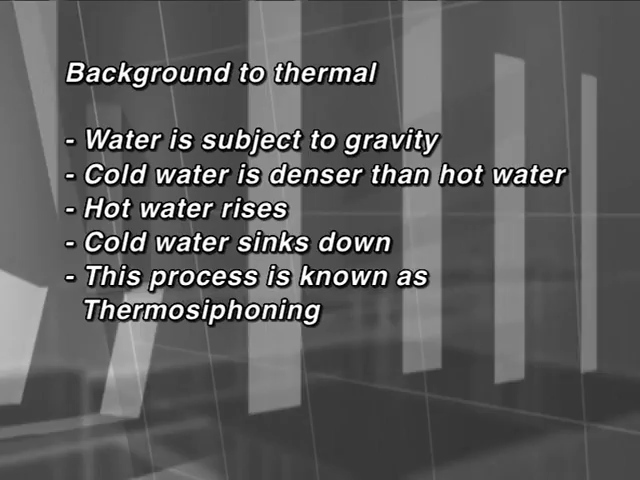 Background to thermal
- Water is subject to gravity
- Cold water is denser than hot water
- Hot water rises
- Cold water sinks down
- This process is known as
Thermosiphoning